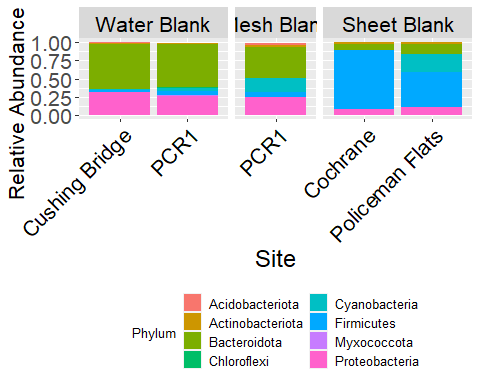 Water Blank
Mesh Blan
Sheet Blank
Relative Abundance
1.00
0.75
0.50
0.25
0.00
Cushing Bridge
PCR1
PCR1
Cochrane
Policeman Flats
Site
Phylum
Acidobacteriota
Actinobacteriota
Bacteroidota
Chloroflexi
Cyanobacteria
Firmicutes
Myxococcota
Proteobacteria